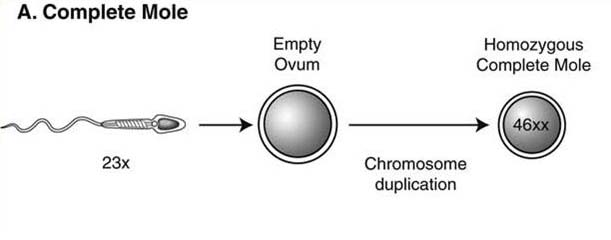 A. Complete Mole
Empty
Ovum
Homozygous
Complete Mole
46xx
23x
Chromosome
duplication